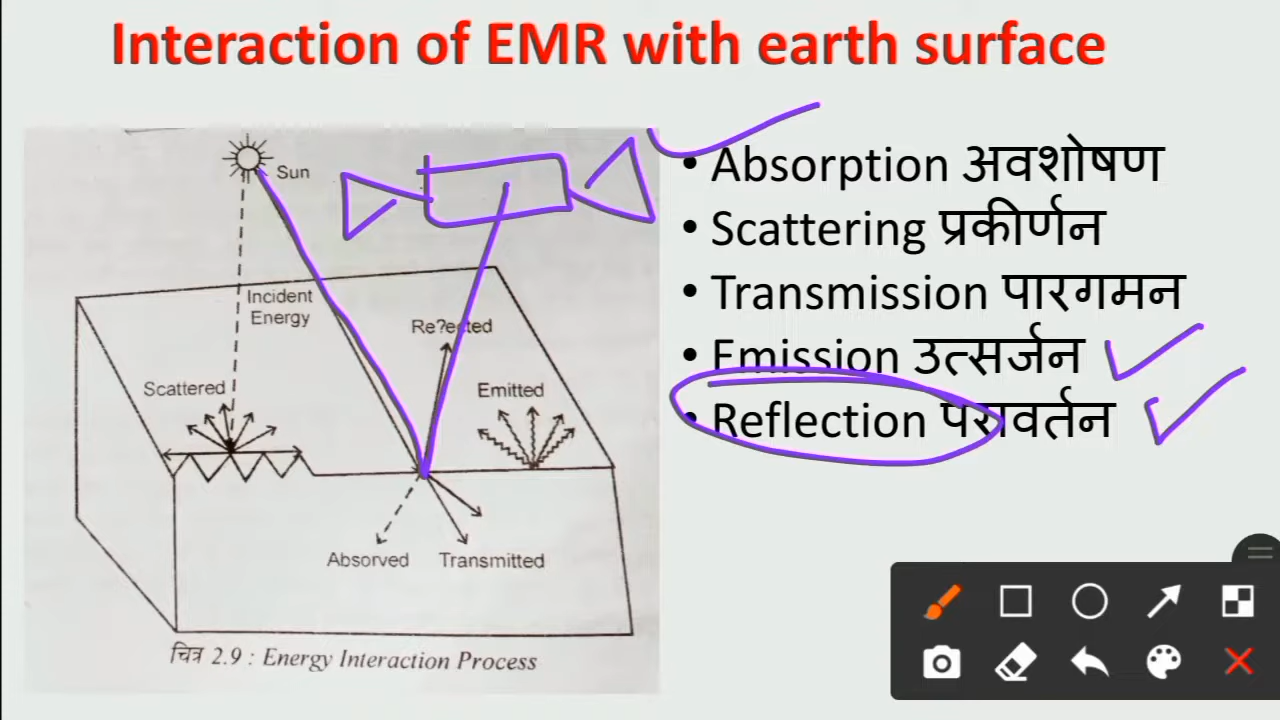 Interaction of EMR with earth surface
Sun
Incident
Energy
Re?ected
Scattered
Emitted
Absorved
Transmitted
चित्र 2.9 : Energy Interaction Process
• Absorption अवशोषण
• Scattering प्रकीर्णन
• Transmission पारगमन
• Emission उत्सर्जन
• Reflection परावर्तन